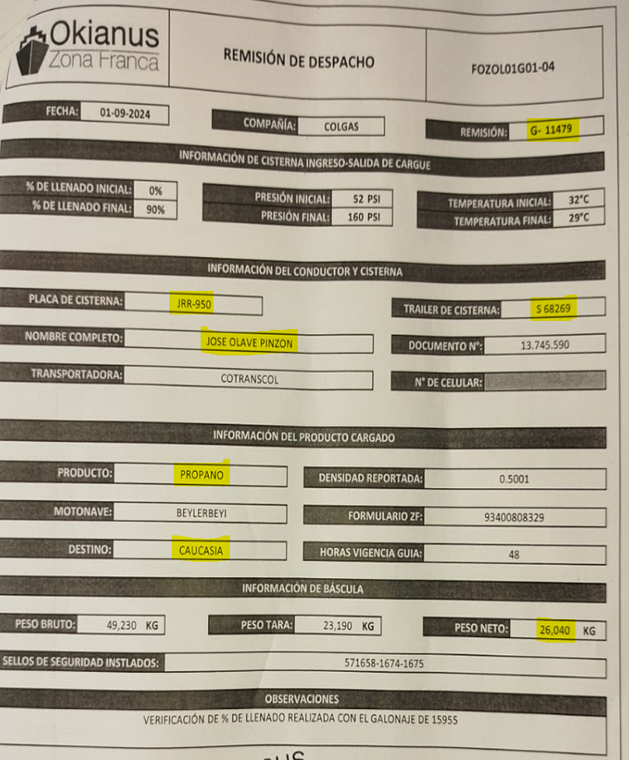 Okianus
Zona Franca
REMISIÓN DE DESPACHO
FOZOL01G01-04
FECHA: 01-09-2024
COMPAÑÍA: COLGAS
REMISIÓN: G- 11479
INFORMACIÓN DE CISTERNA INGRESO-SALIDA DE CARGUE
% DE LLENADO INICIAL: 0% PRESIÓN INICIAL: 52 PSI TEMPERATURA INICIAL: 32°C
% DE LLENADO FINAL: 90% PRESIÓN FINAL: 160 PSI TEMPERATURA FINAL: 29°C
INFORMACIÓN DEL CONDUCTOR Y CISTERNA
PLACA DE CISTERNA: JRR-950 TRAILER DE CISTERNA: S 68269
NOMBRE COMPLETO: JOSE OLAVE PINZON DOCUMENTO N°: 13.745.590
TRANSPORTADORA: COTRANSCOL N° DE CELULAR:
INFORMACIÓN DEL PRODUCTO CARGADO
PRODUCTO: PROPANO DENSIDAD REPORTADA: 0.5001
MOTONAVE: BEYLERBEYI FORMULARIO ZF: 93400808329
DESTINO: CAUCASIA HORAS VIGENCIA GUIA: 48
INFORMACIÓN DE BÁSCULA
PESO BRUTO: 49,230 KG PESO TARA: 23,190 KG PESO NETO: 26,040 KG
SELLOS DE SEGURIDAD INSTLADOS: 571658-1674-1675
OBSERVACIONES
VERIFICACIÓN DE % DE LLENADO REALIZADA CON EL GALONAJE DE 15955